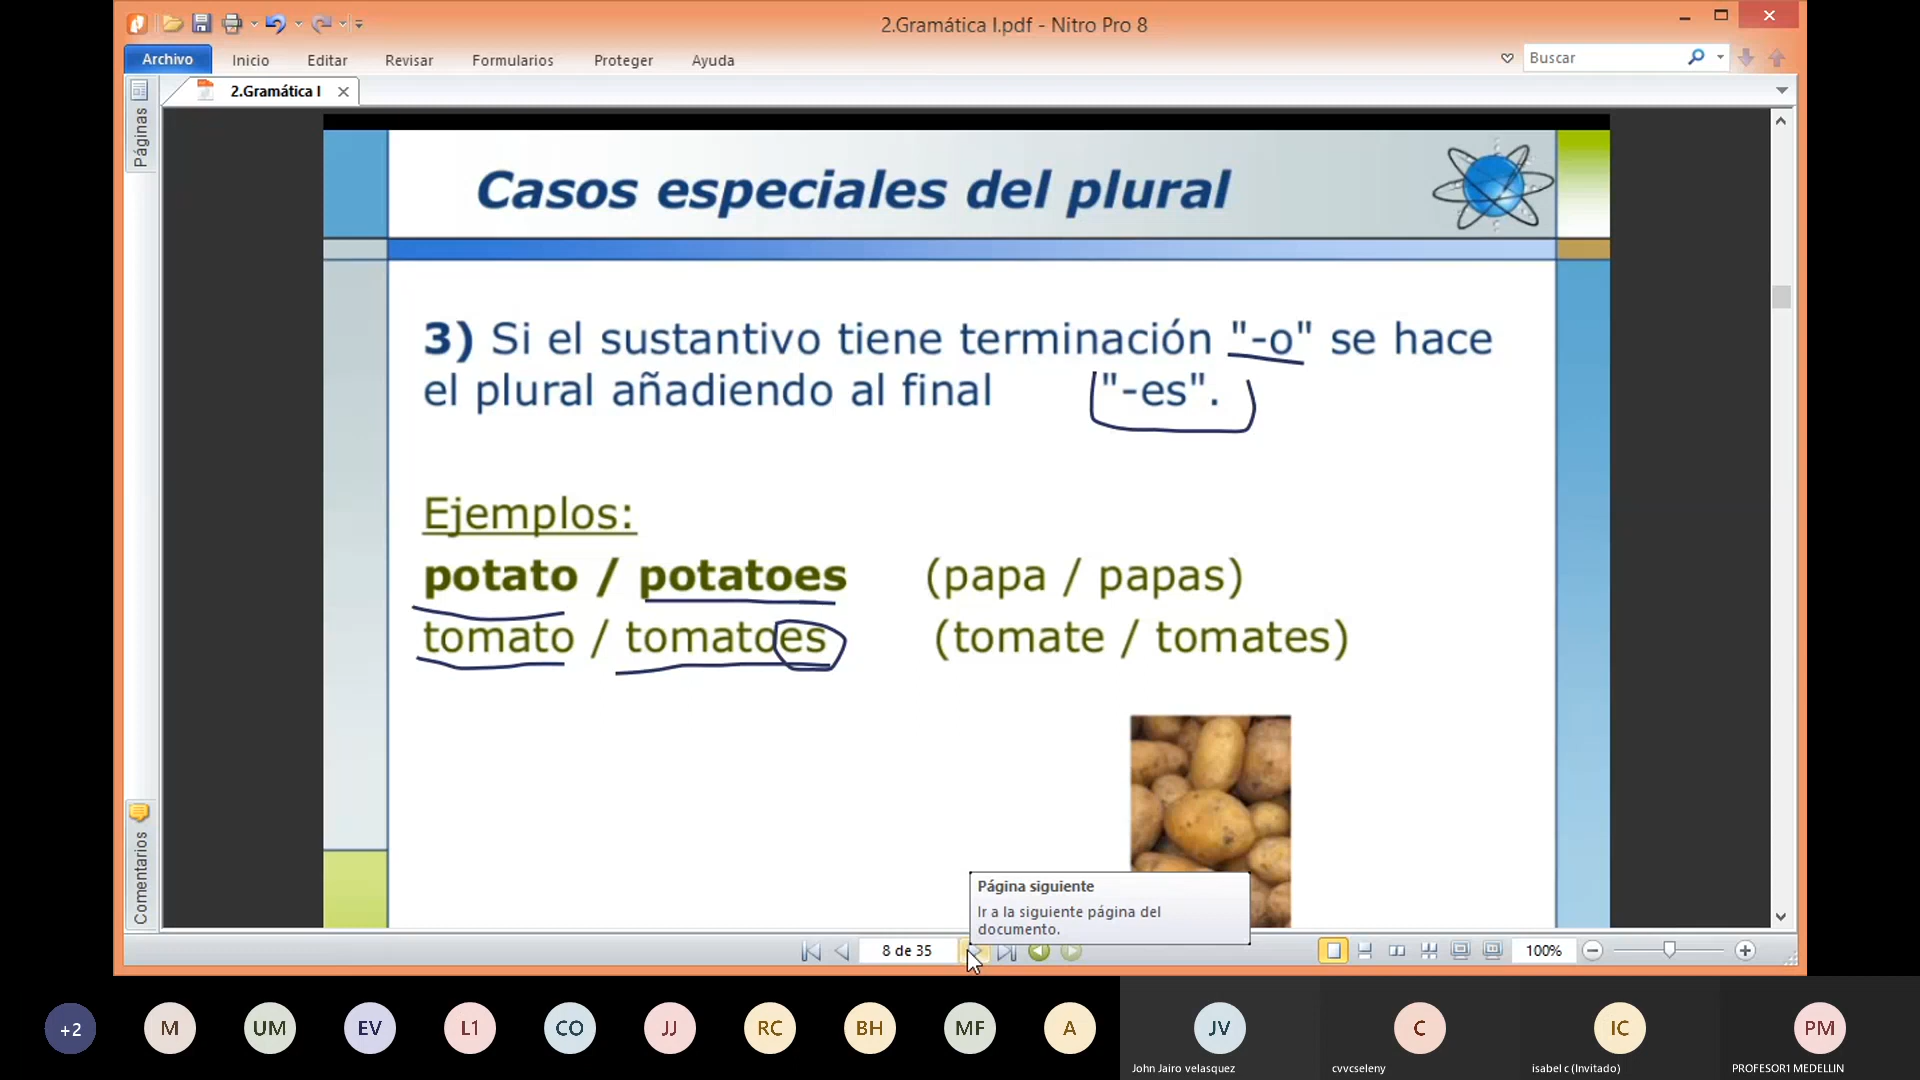 2.Gramática I.pdf - Nitro Pro 8
Archivo Inicio Editar Revisar Formularios Proteger Ayuda
Buscar
2.Gramática I
Páginas
Casos especiales del plural
3) Si el sustantivo tiene terminación "-o" se hace
el plural añadiendo al final "-es".
Ejemplos:
potato / potatoes (papa / papas)
tomato / tomatoes (tomate / tomates)
Comentarios
Página siguiente
Ir a la siguiente página del
documento.
8 de 35
100%
+2 M UM EV L1 CO JJ RC BH MF A JV C IC PM
John Jairo velasquez cvvcseleny isabel c (Invitado) PROFESOR1 MEDELLIN